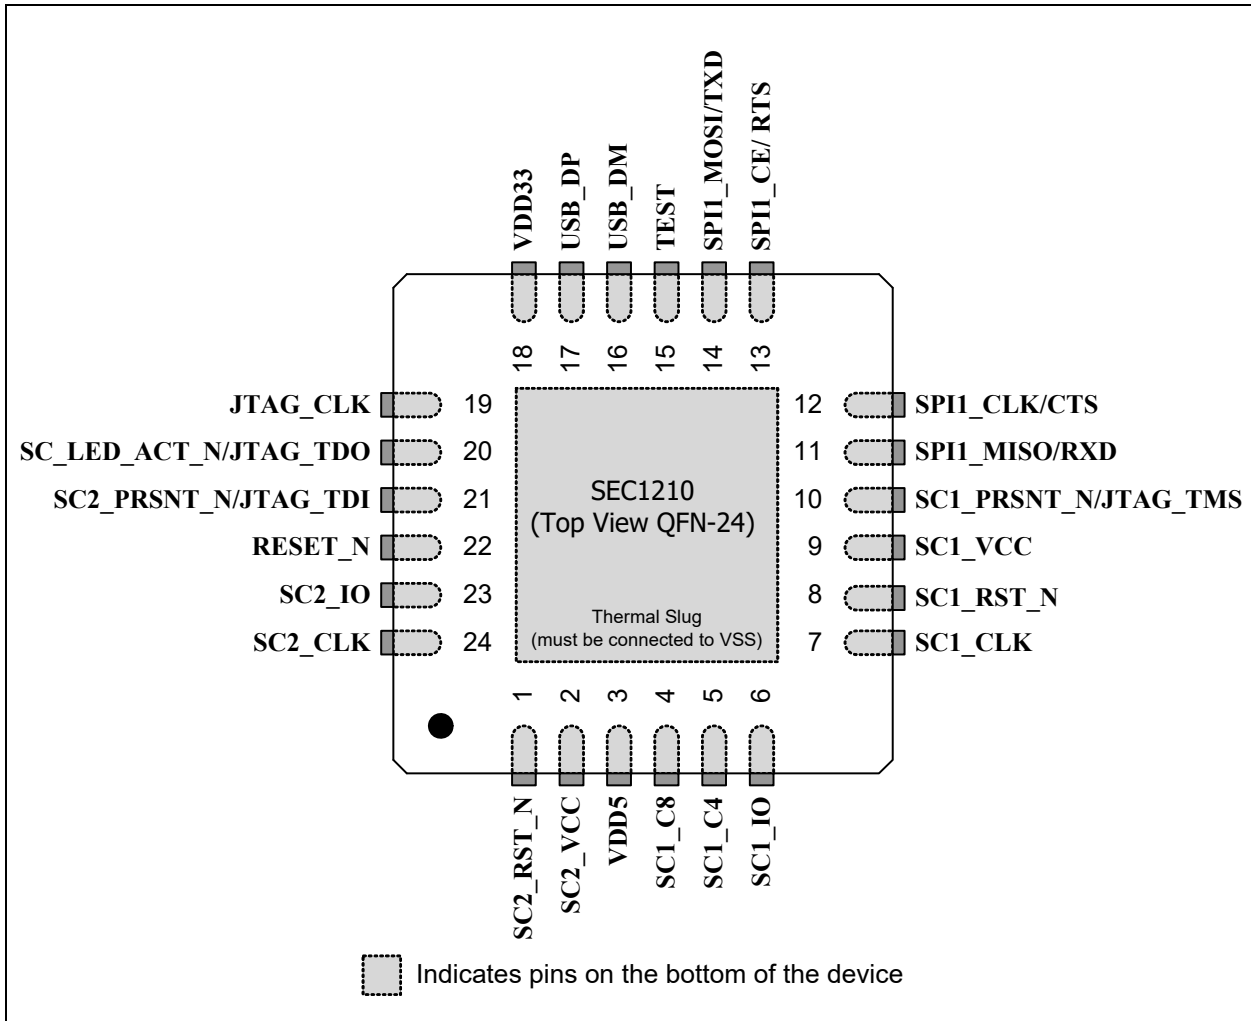 VDD33
USB_DP
USB_DM
TEST
SPI1_MOSI/TXD
SPI1_CE/ RTS
18
17
16
15
14
13
JTAG_CLK 19
SC_LED_ACT_N/JTAG_TDO 20
SC2_PRSNT_N/JTAG_TDI 21
RESET_N 22
SC2_IO 23
SC2_CLK 24
SEC1210
(Top View QFN-24)
Thermal Slug
(must be connected to VSS)
12 SPI1_CLK/CTS
11 SPI1_MISO/RXD
10 SC1_PRSNT_N/JTAG_TMS
9 SC1_VCC
8 SC1_RST_N
7 SC1_CLK
1
2
3
4
5
6
SC2_RST_N
SC2_VCC
VDD5
SC1_C8
SC1_C4
SC1_IO
Indicates pins on the bottom of the device